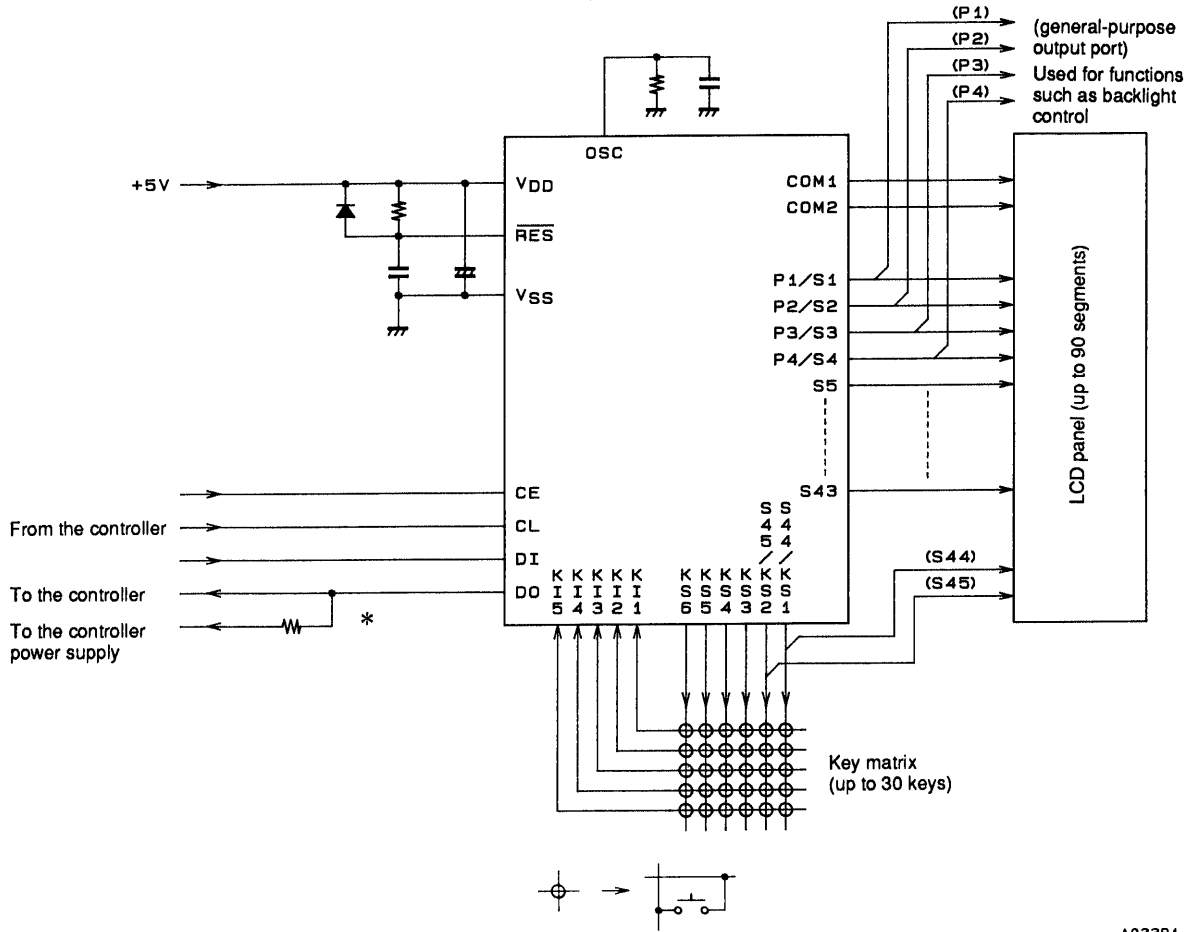 (P1)
(P2)
(P3)
(P4)
(general-purpose
output port)
Used for functions
such as backlight
control
OSC
+5V
VDD
RES
VSS
COM1
COM2
P1/S1
P2/S2
P3/S3
P4/S4
S5
S43
LCD panel (up to 90 segments)
CE
From the controller
CL
DI
To the controller
DO
To the controller
power supply
*
KI5
KI4
KI3
KI2
KI1
KS6
KS5
KS4
KS3
S45/KS2
S44/KS1
(S44)
(S45)
Key matrix
(up to 30 keys)